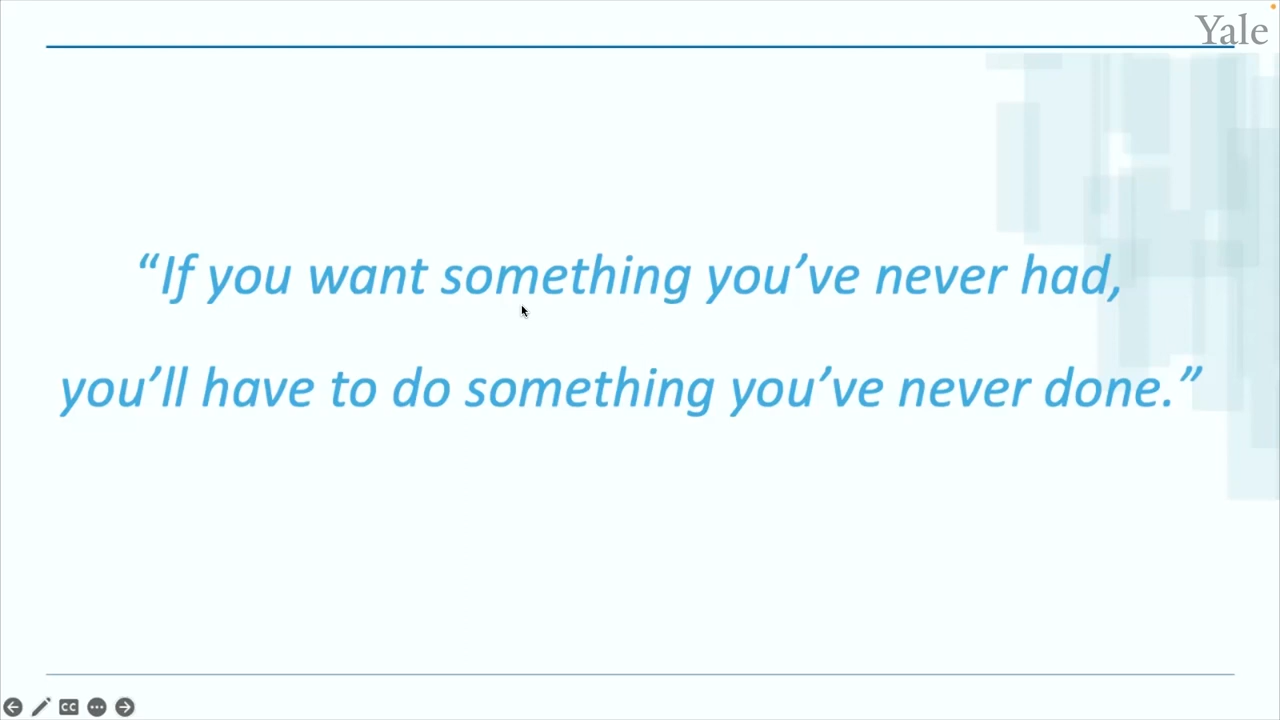 Yale
“If you want something you’ve never had,
you’ll have to do something you’ve never done.”
CC